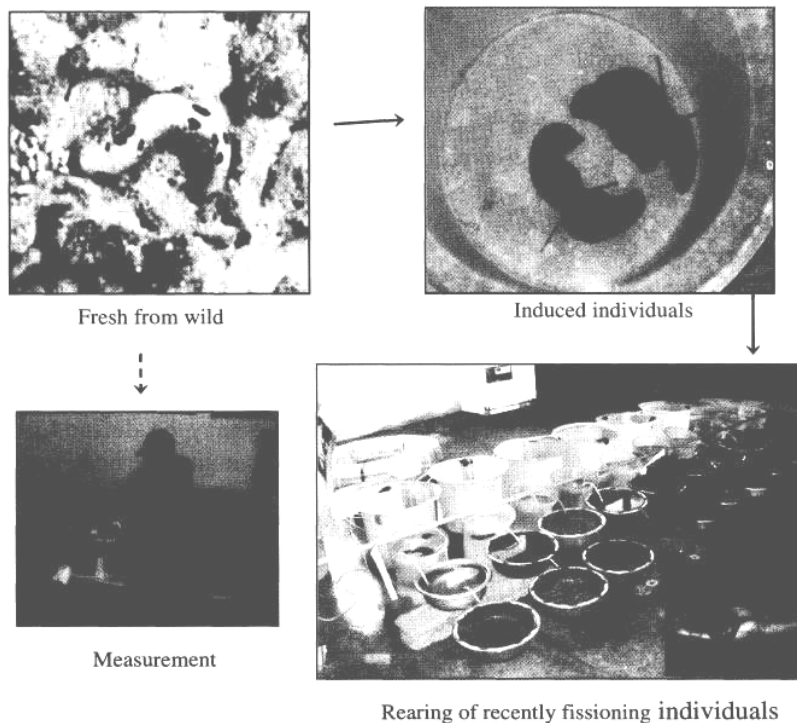 Fresh from wild
Induced individuals
Measurement
Rearing of recently fissioning individuals